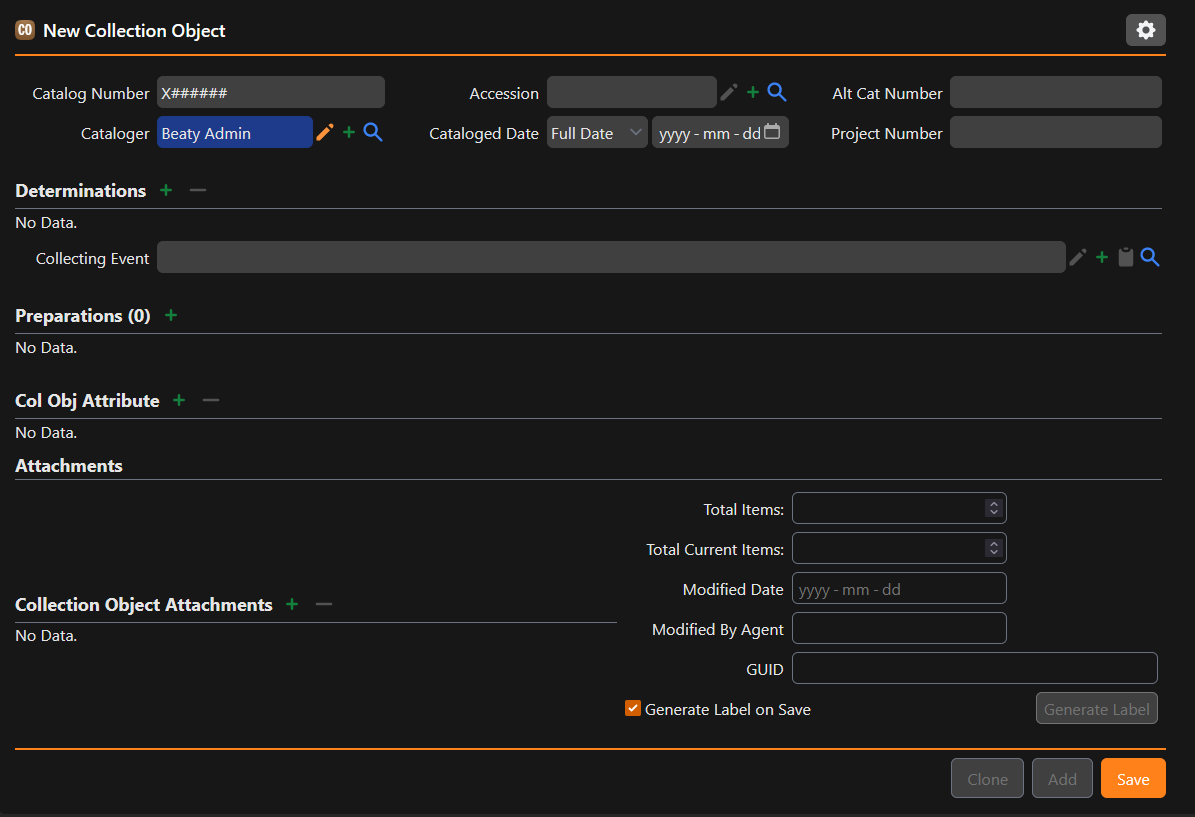 CO New Collection Object
Catalog Number X###### Accession Alt Cat Number
Cataloger Beaty Admin Cataloged Date Full Date yyyy - mm - dd Project Number
Determinations
No Data.
Collecting Event
Preparations (0)
No Data.
Col Obj Attribute
No Data.
Attachments
Total Items:
Total Current Items:
Modified Date yyyy - mm - dd
Collection Object Attachments
No Data.
Modified By Agent
GUID
Generate Label on Save Generate Label
Clone Add Save